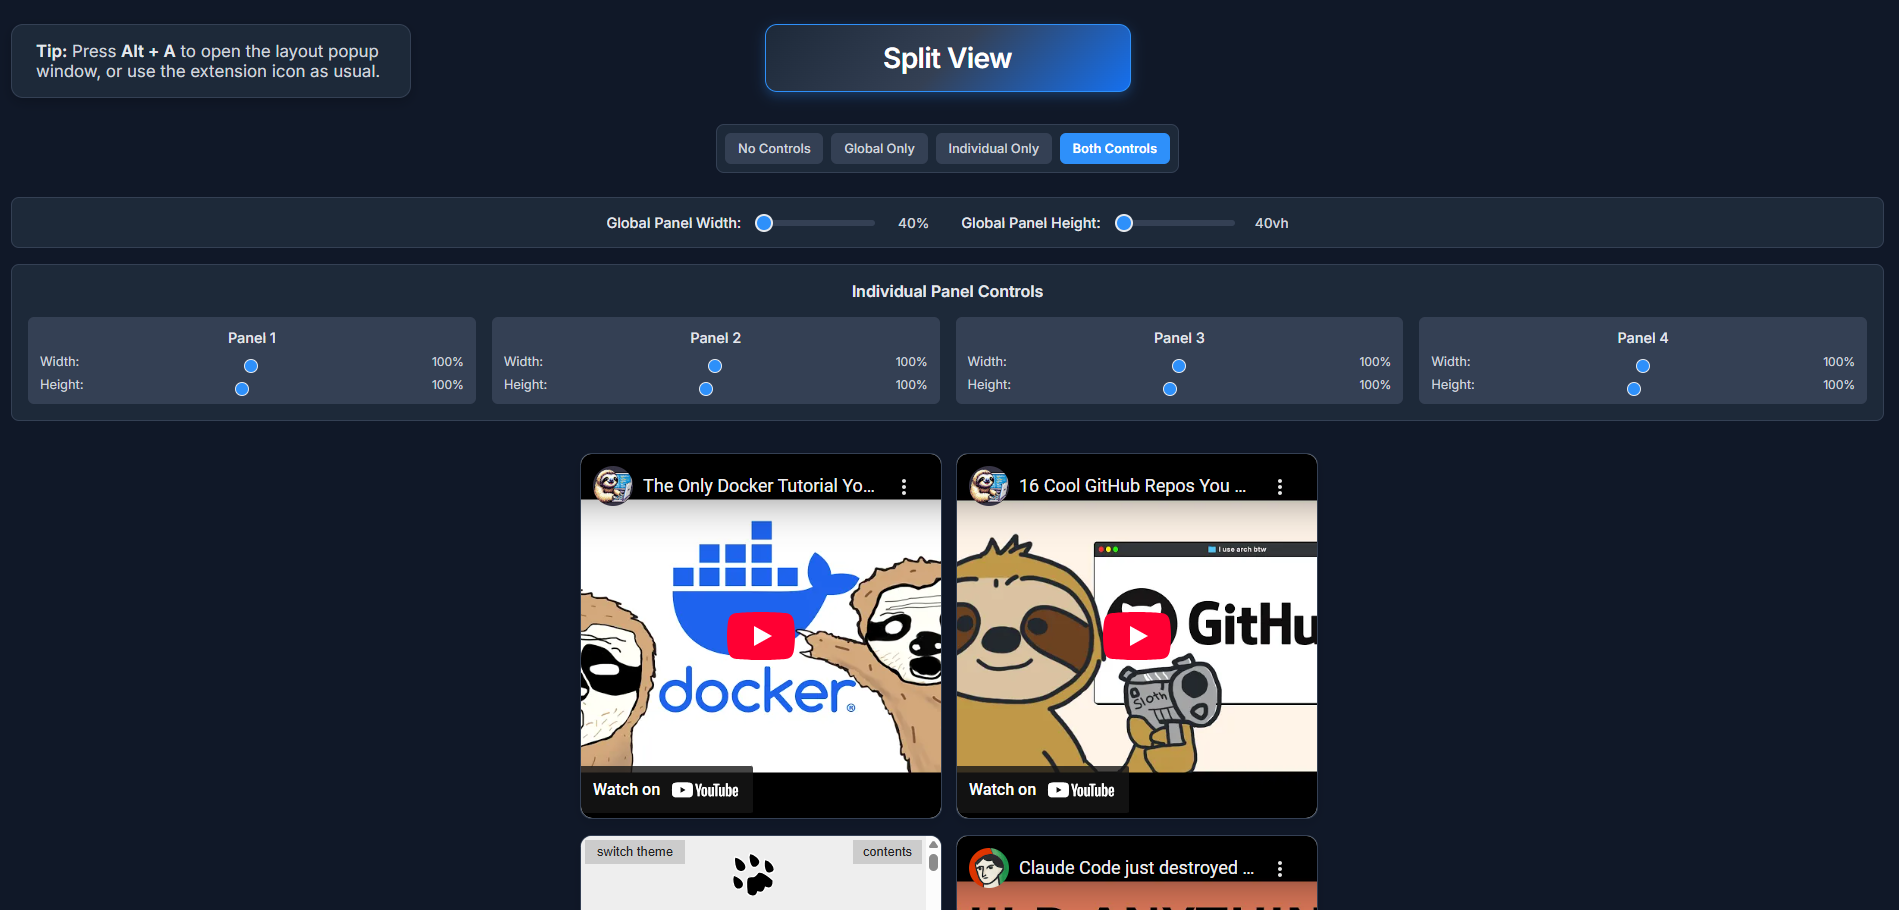 Tip: Press Alt + A to open the layout popup
window, or use the extension icon as usual.
Split View
No Controls
Global Only
Individual Only
Both Controls
Global Panel Width:
40%
Global Panel Height:
40vh
Individual Panel Controls
Panel 1
Width:
100%
Height:
100%
Panel 2
Width:
100%
Height:
100%
Panel 3
Width:
100%
Height:
100%
Panel 4
Width:
100%
Height:
100%
The Only Docker Tutorial Yo...
docker®
Watch on YouTube
16 Cool GitHub Repos You ...
I use arch btw
GitHu
Sloth
Watch on YouTube
switch theme
contents
Claude Code just destroyed ...